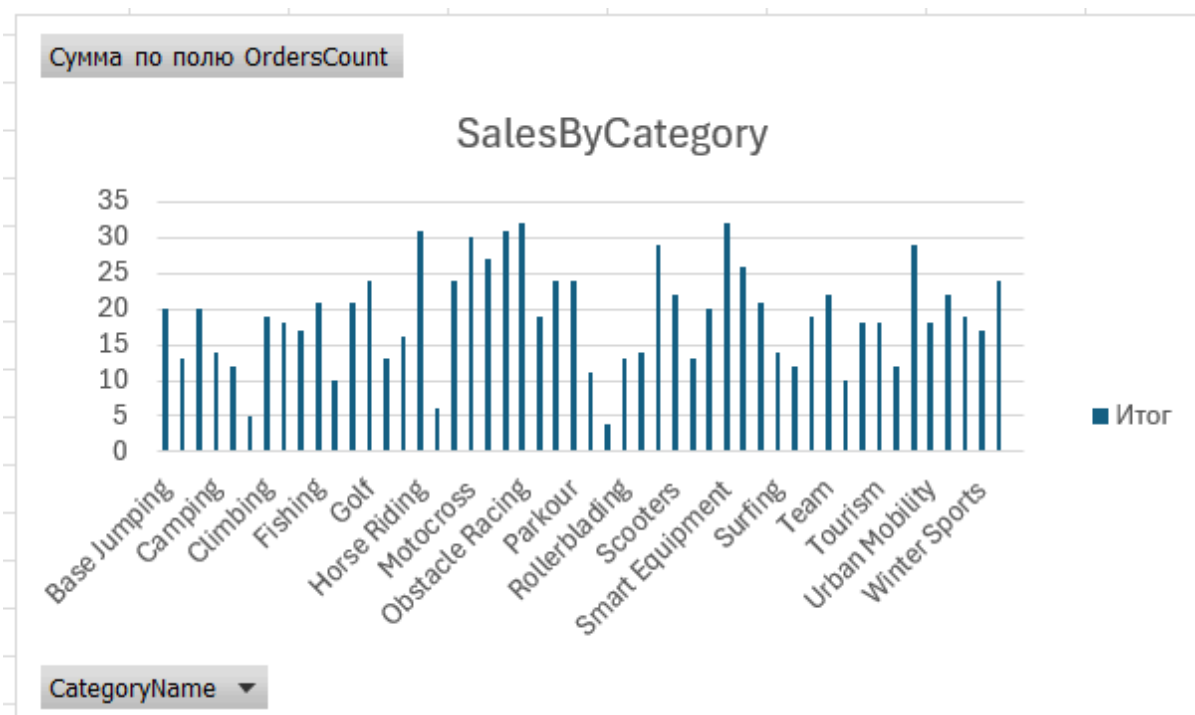 Сумма по полю OrdersCount
SalesByCategory
35
30
25
20
15
10
5
0
Итог
Base Jumping
Camping
Climbing
Fishing
Golf
Horse Riding
Motocross
Obstacle Racing
Parkour
Rollerblading
Scooters
Smart Equipment
Surfing
Team
Tourism
Urban Mobility
Winter Sports
CategoryName